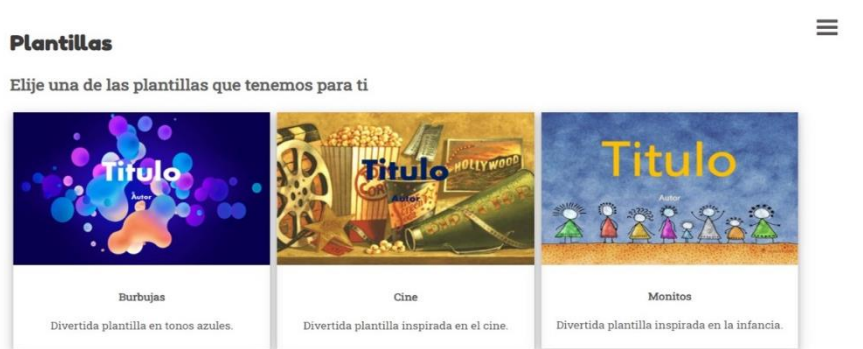 Plantillas
Elije una de las plantillas que tenemos para ti
Titulo
Autor
Titulo
HOLLYWOOD
Autor
Titulo
Autor
Burbujas
Divertida plantilla en tonos azules.
Cine
Divertida plantilla inspirada en el cine.
Monitos
Divertida plantilla inspirada en la infancia.